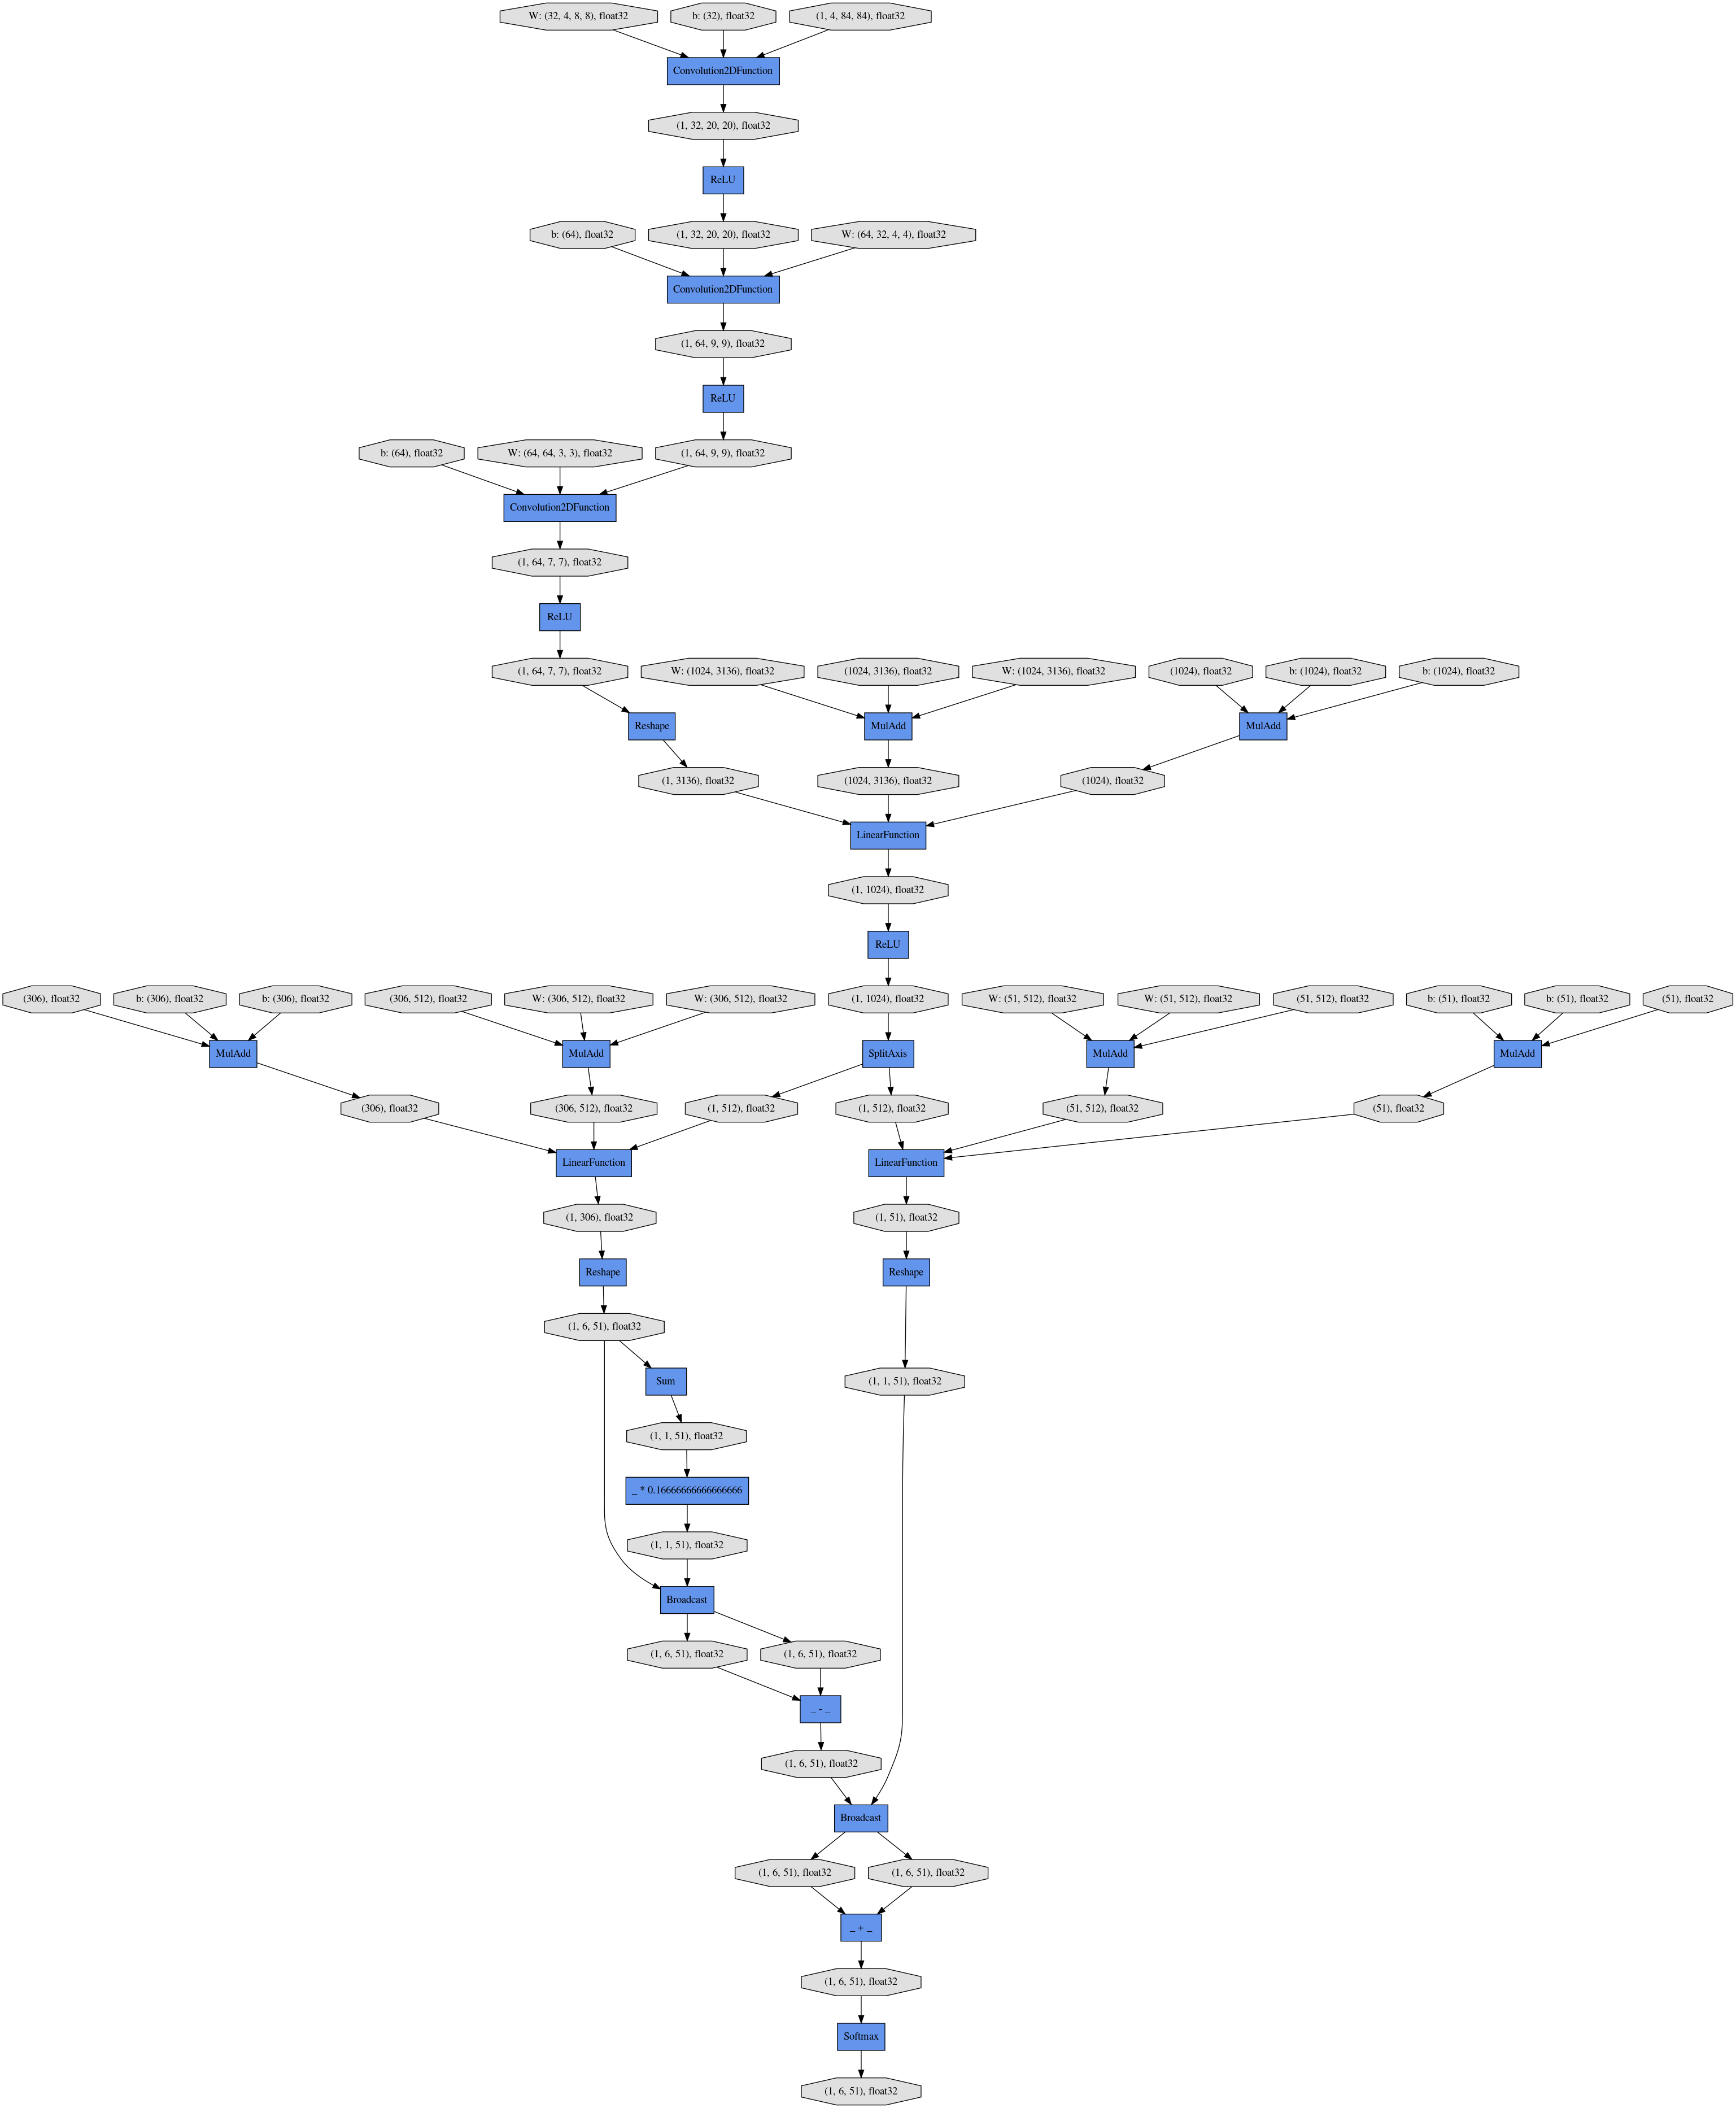 W: (32, 4, 8, 8), float32 b: (32), float32 (1, 4, 84, 84), float32
Convolution2DFunction
(1, 32, 20, 20), float32
ReLU
b: (64), float32 (1, 32, 20, 20), float32 W: (64, 32, 4, 4), float32
Convolution2DFunction
(1, 64, 9, 9), float32
ReLU
b: (64), float32 W: (64, 64, 3, 3), float32 (1, 64, 9, 9), float32
Convolution2DFunction
(1, 64, 7, 7), float32
ReLU
(1, 64, 7, 7), float32 W: (1024, 3136), float32 (1024, 3136), float32 W: (1024, 3136), float32 (1024), float32 b: (1024), float32 b: (1024), float32
Reshape MulAdd MulAdd
(1, 3136), float32 (1024, 3136), float32 (1024), float32
LinearFunction
(1, 1024), float32
ReLU
(306), float32 b: (306), float32 b: (306), float32 (306, 512), float32 W: (306, 512), float32 W: (306, 512), float32 (1, 1024), float32 W: (51, 512), float32 W: (51, 512), float32 (51, 512), float32 b: (51), float32 b: (51), float32 (51), float32
MulAdd MulAdd SplitAxis MulAdd MulAdd
(306), float32 (306, 512), float32 (1, 512), float32 (1, 512), float32 (51, 512), float32 (51), float32
LinearFunction LinearFunction
(1, 306), float32 (1, 51), float32
Reshape Reshape
(1, 6, 51), float32
Sum (1, 1, 51), float32
(1, 1, 51), float32
_ * 0.16666666666666666
(1, 1, 51), float32
Broadcast
(1, 6, 51), float32 (1, 6, 51), float32
_ - _
(1, 6, 51), float32
Broadcast
(1, 6, 51), float32 (1, 6, 51), float32
_ + _
(1, 6, 51), float32
Softmax
(1, 6, 51), float32